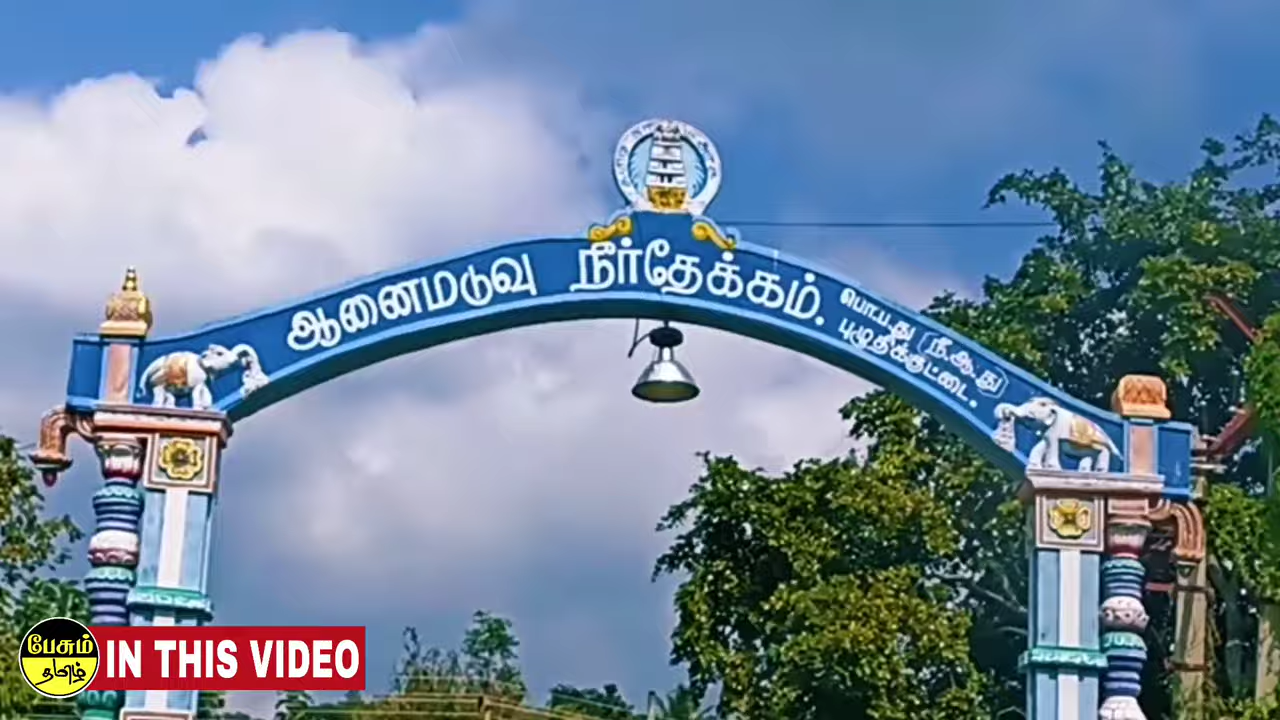 ஆனைமடுவு நீர்தேக்கம்.
பொ.ப.து (நீ.ஆ.து)
புழுதிக்குட்டை.
பேசும்
தமிழ்
IN THIS VIDEO